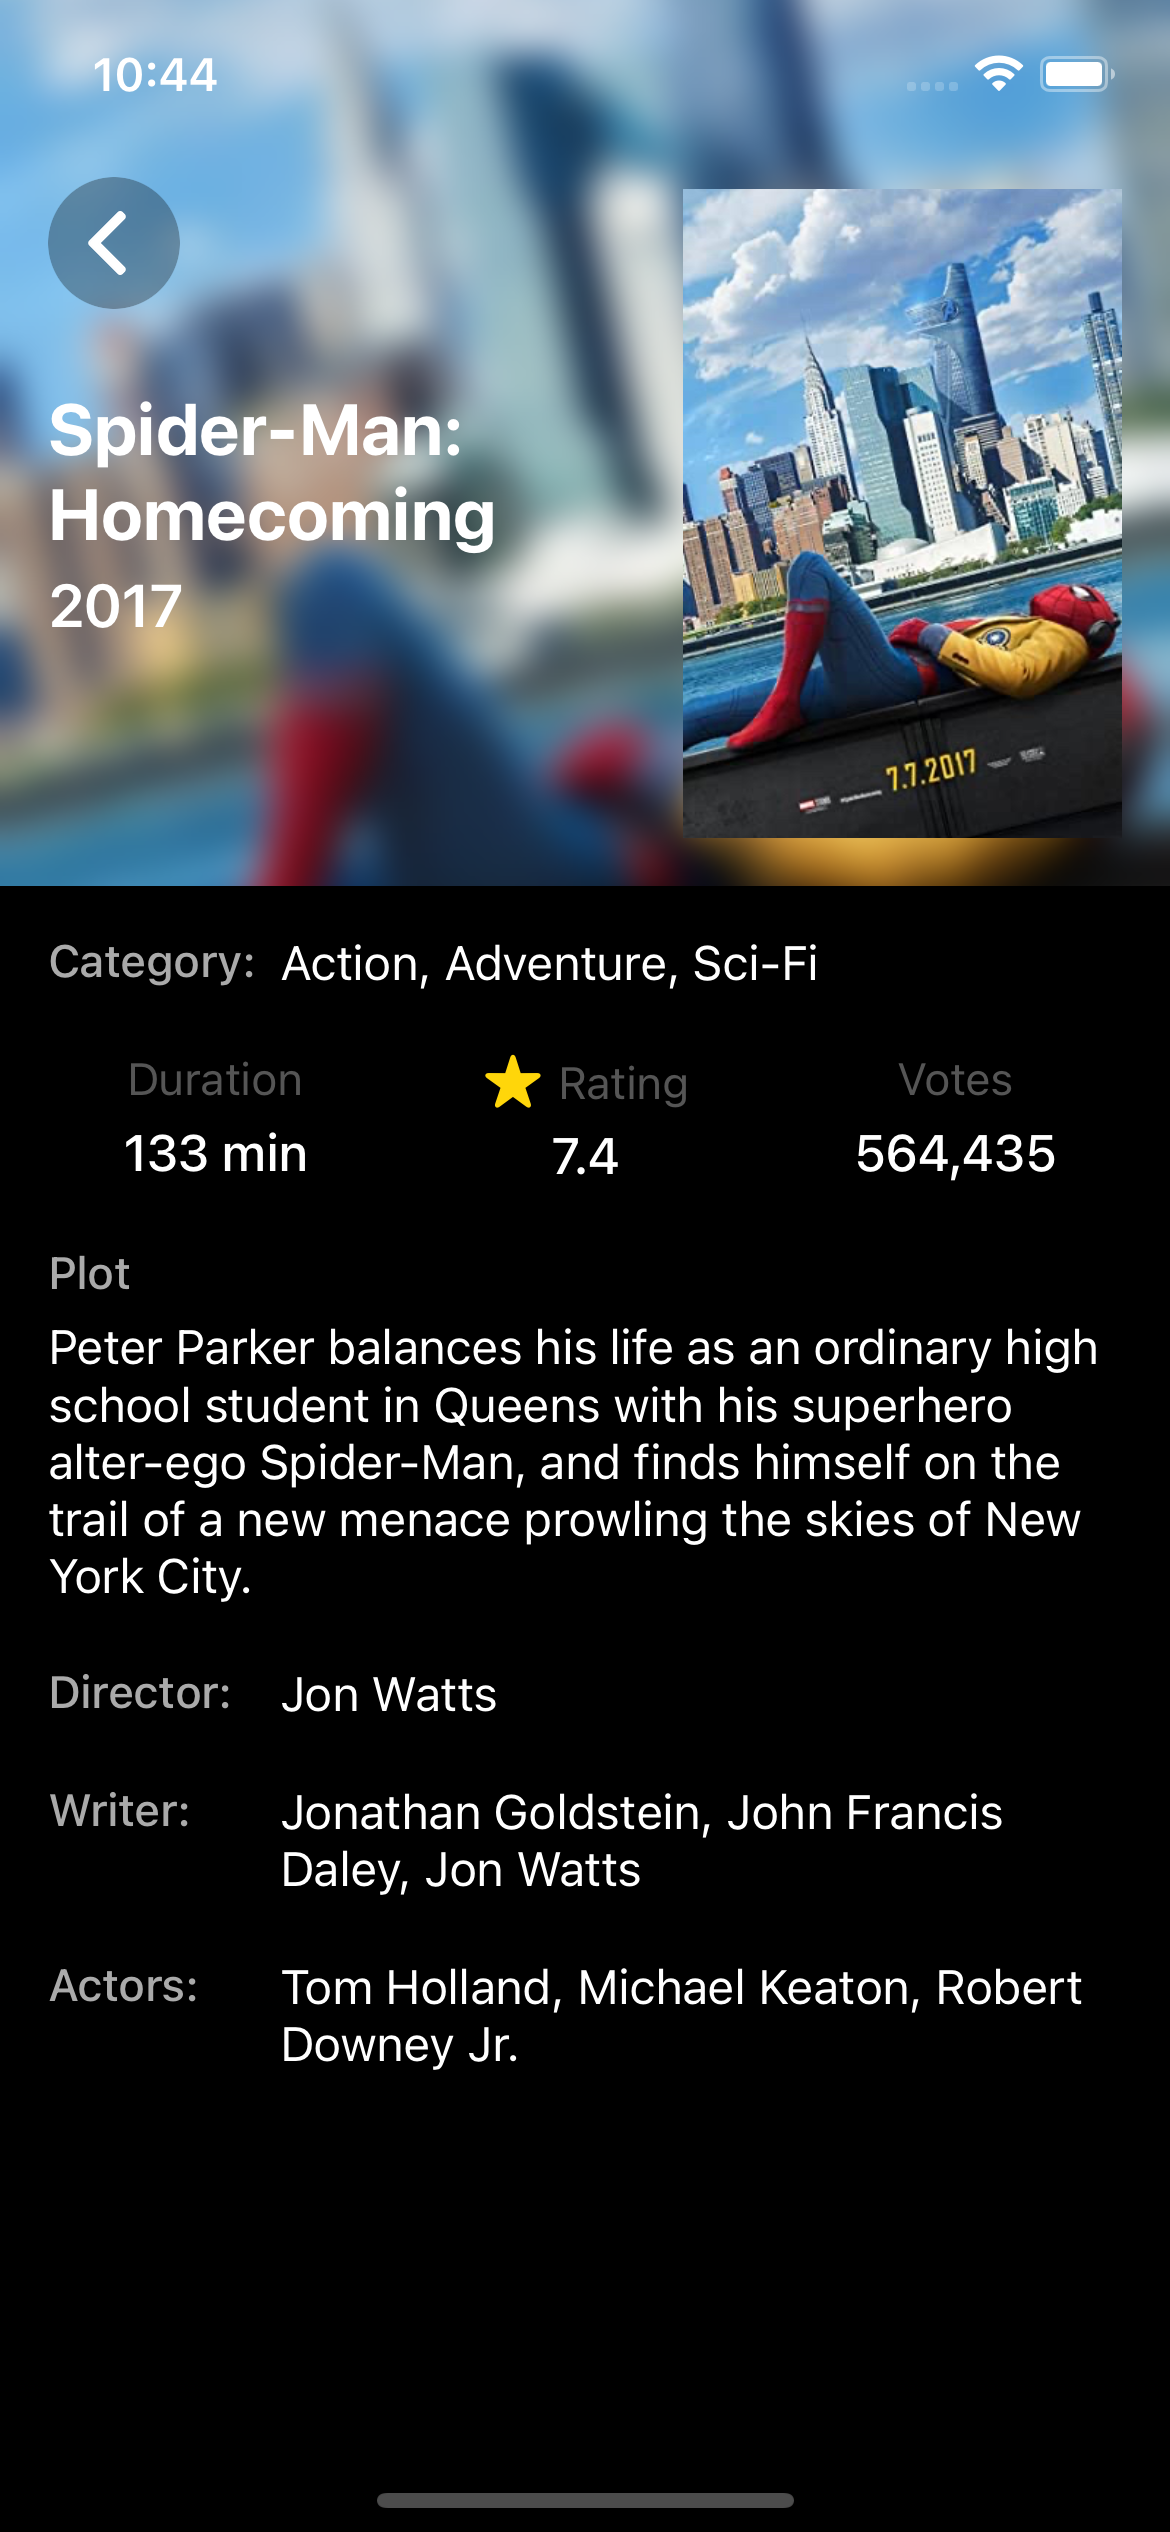 10:44
Spider-Man:
Homecoming
2017
7.7.2017
Category: Action, Adventure, Sci-Fi
Duration
Rating
Votes
133 min
7.4
564,435
Plot
Peter Parker balances his life as an ordinary high
school student in Queens with his superhero
alter-ego Spider-Man, and finds himself on the
trail of a new menace prowling the skies of New
York City.
Director: Jon Watts
Writer: Jonathan Goldstein, John Francis
Daley, Jon Watts
Actors: Tom Holland, Michael Keaton, Robert
Downey Jr.